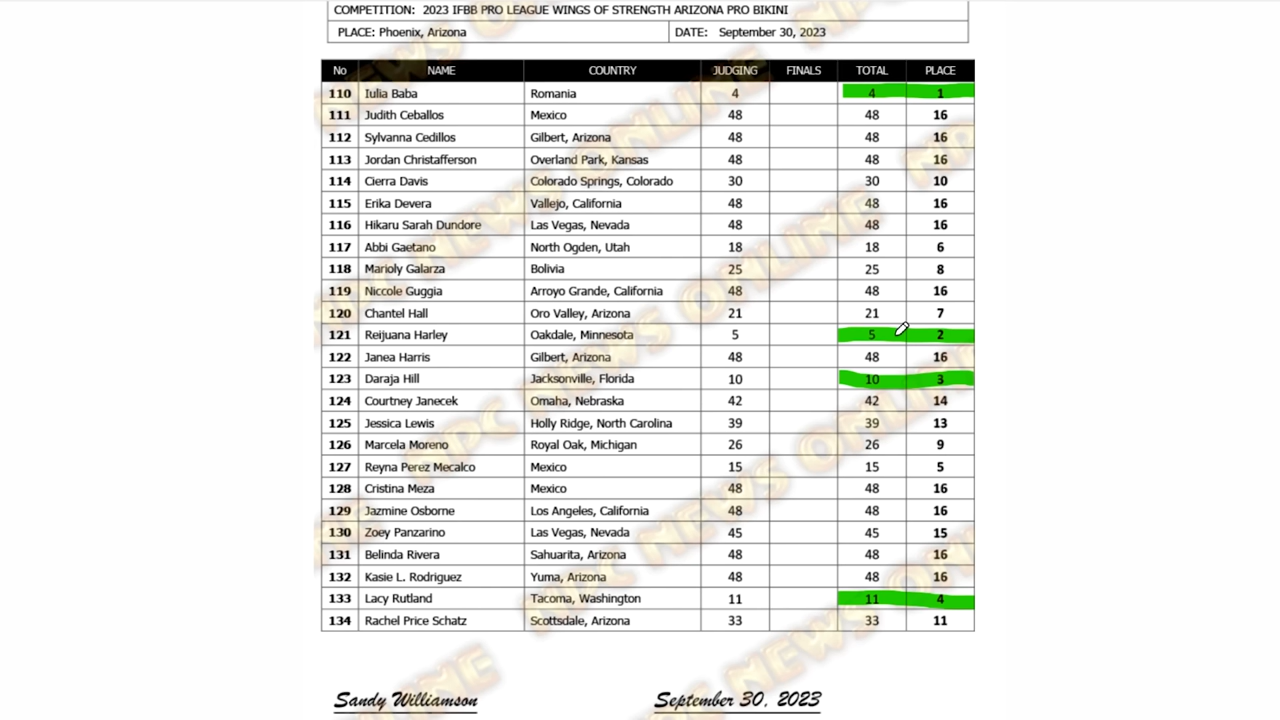 COMPETITION: 2023 IFBB PRO LEAGUE WINGS OF STRENGTH ARIZONA PRO BIKINI
PLACE: Phoenix, Arizona DATE: September 30, 2023
No NAME COUNTRY JUDGING FINALS TOTAL PLACE
110 Iulia Baba Romania 4 4 1
111 Judith Ceballos Mexico 48 48 16
112 Sylvanna Cedillos Gilbert, Arizona 48 48 16
113 Jordan Christafferson Overland Park, Kansas 48 48 16
114 Cierra Davis Colorado Springs, Colorado 30 30 10
115 Erika Devera Vallejo, California 48 48 16
116 Hikaru Sarah Dundore Las Vegas, Nevada 48 48 16
117 Abbi Gaetano North Ogden, Utah 18 18 6
118 Marioly Galarza Bolivia 25 25 8
119 Niccole Guggia Arroyo Grande, California 48 48 16
120 Chantel Hall Oro Valley, Arizona 21 21 7
121 Reijuana Harley Oakdale, Minnesota 5 5 2
122 Janea Harris Gilbert, Arizona 48 48 16
123 Daraja Hill Jacksonville, Florida 10 10 3
124 Courtney Janecek Omaha, Nebraska 42 42 14
125 Jessica Lewis Holly Ridge, North Carolina 39 39 13
126 Marcela Moreno Royal Oak, Michigan 26 26 9
127 Reyna Perez Mecalco Mexico 15 15 5
128 Cristina Meza Mexico 48 48 16
129 Jazmine Osborne Los Angeles, California 48 48 16
130 Zoey Panzarino Las Vegas, Nevada 45 45 15
131 Belinda Rivera Sahuarita, Arizona 48 48 16
132 Kasie L. Rodriguez Yuma, Arizona 48 48 16
133 Lacy Rutland Tacoma, Washington 11 11 4
134 Rachel Price Schatz Scottsdale, Arizona 33 33 11
Sandy Williamson September 30, 2023
NPC NEWS ONLINE